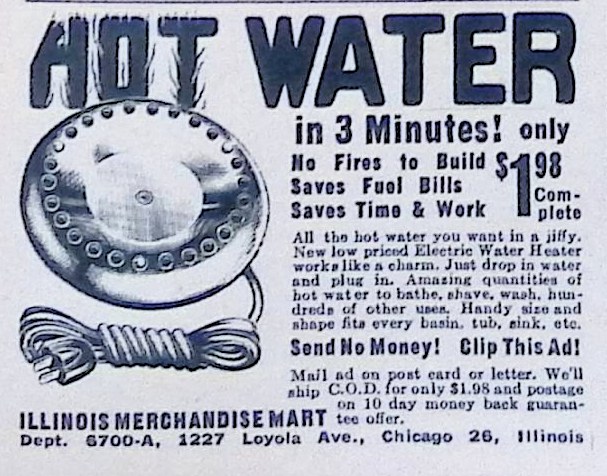 HOT WATER
in 3 Minutes! only
No Fires to Build
Saves Fuel Bills
Saves Time & Work
$1 98
Com-
plete
All the hot water you want in a jiffy.
New low priced Electric Water Heater
works like a charm. Just drop in water
and plug in. Amazing quantities of
hot water to bathe, shave, wash, hun-
dreds of other uses. Handy size and
shape fits every basin, tub, sink, etc.
Send No Money! Clip This Ad!
Mail ad on post card or letter. We'll
ship C.O.D. for only $1.98 and postage
on 10 day money back guaran-
tee offer.
ILLINOIS MERCHANDISE MART
Dept. 6700-A, 1227 Loyola Ave., Chicago 26, Illinois